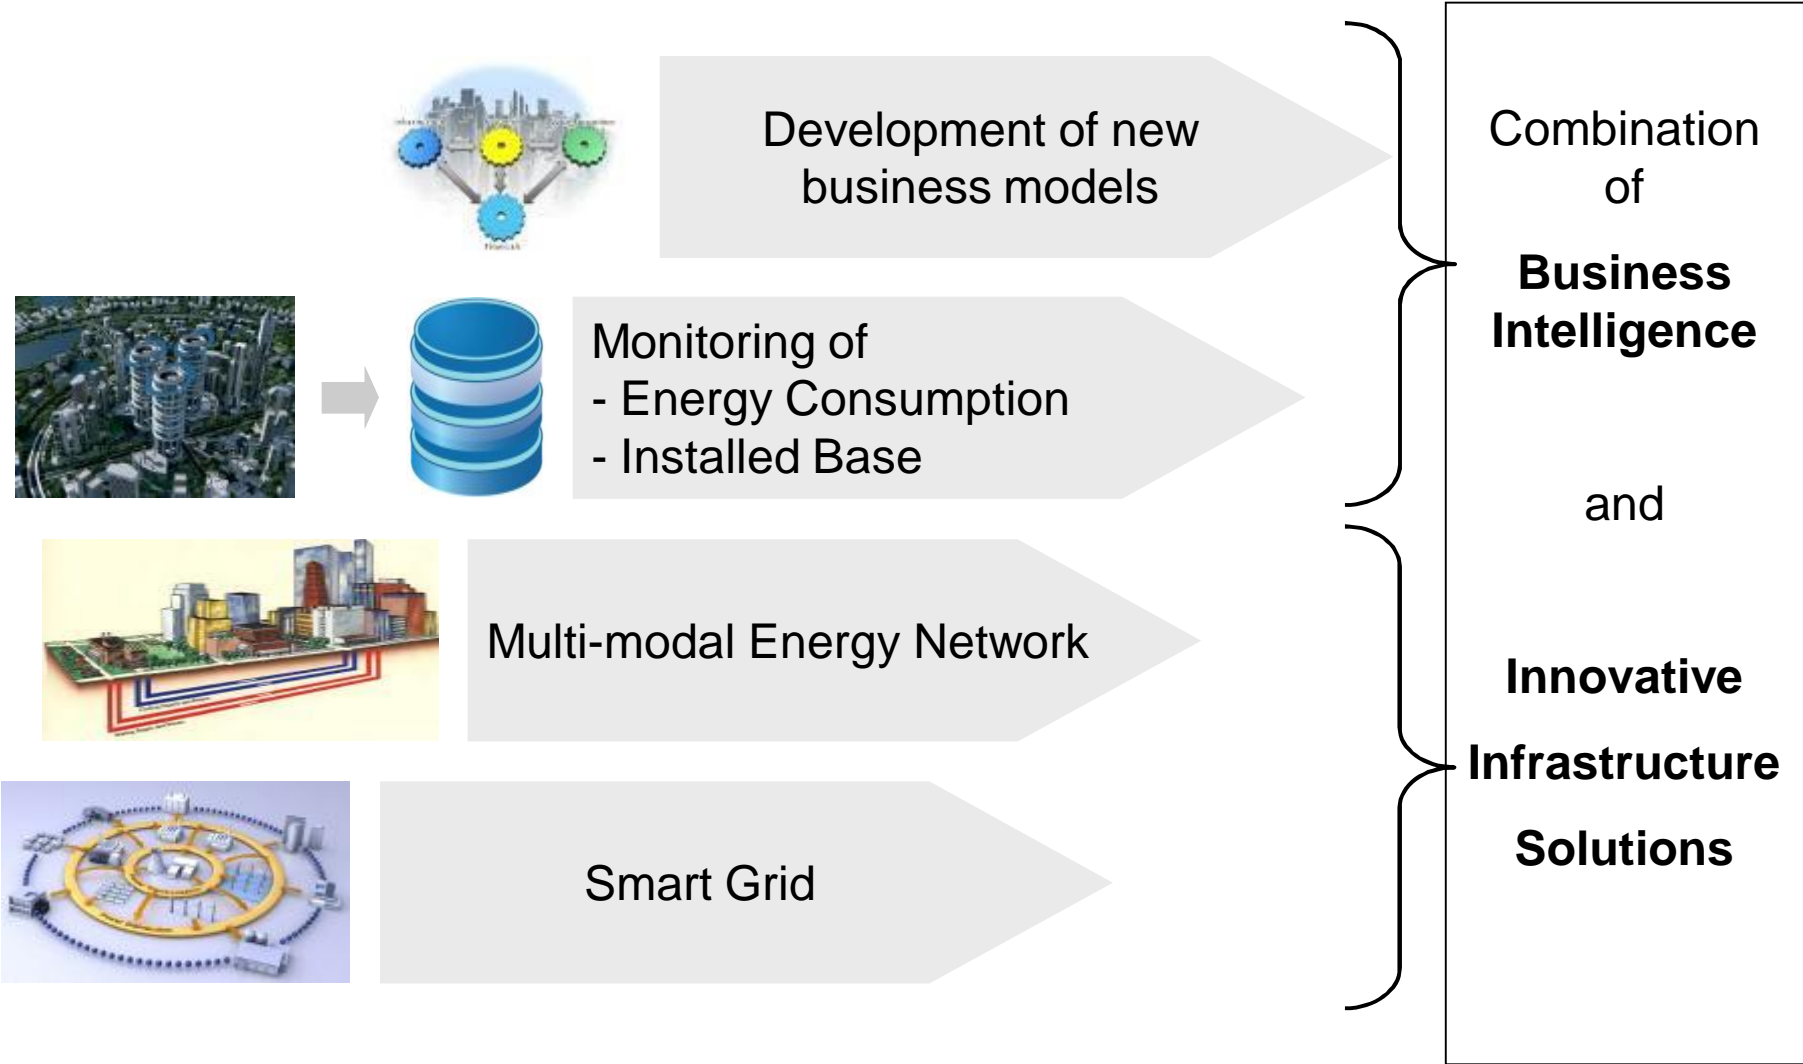 Development of new
business models
Monitoring of
- Energy Consumption
- Installed Base
Multi-modal Energy Network
Smart Grid
Combination
of
Business
Intelligence
and
Innovative
Infrastructure
Solutions